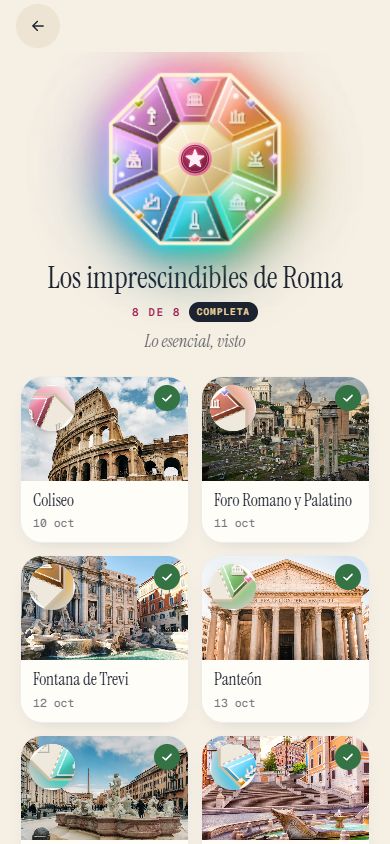 Los imprescindibles de Roma
8 DE 8 COMPLETA
Lo esencial, visto
Coliseo
10 oct
Foro Romano y Palatino
11 oct
Fontana de Trevi
12 oct
Panteón
13 oct